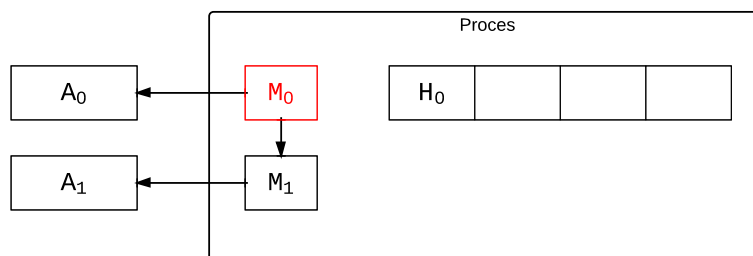 Proces
A₀ M₀ H₀
A₁ M₁